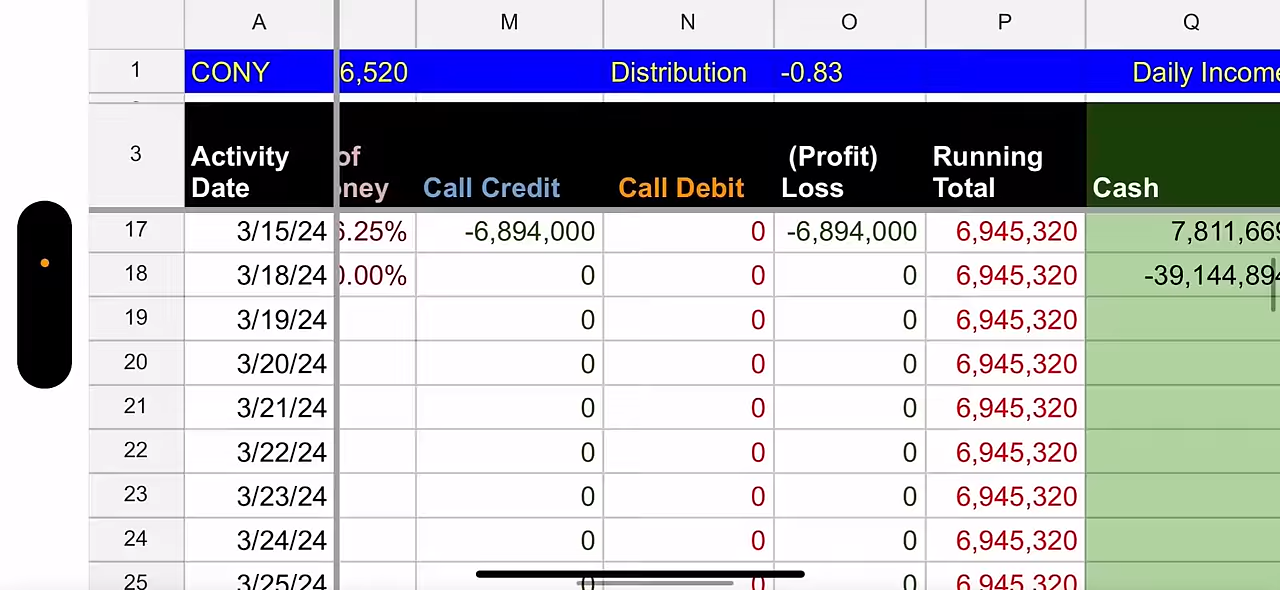 A M N O P Q
1 CONY 6,520 Distribution -0.83 Daily Income
3 Activity Date of ney Call Credit Call Debit (Profit) Loss Running Total Cash
17 3/15/24 6.25% -6,894,000 0 -6,894,000 6,945,320 7,811,669
18 3/18/24 0.00% 0 0 0 6,945,320 -39,144,894
19 3/19/24 0 0 0 6,945,320
20 3/20/24 0 0 0 6,945,320
21 3/21/24 0 0 0 6,945,320
22 3/22/24 0 0 0 6,945,320
23 3/23/24 0 0 0 6,945,320
24 3/24/24 0 0 0 6,945,320
25 3/25/24 0 0 0 6,945,320